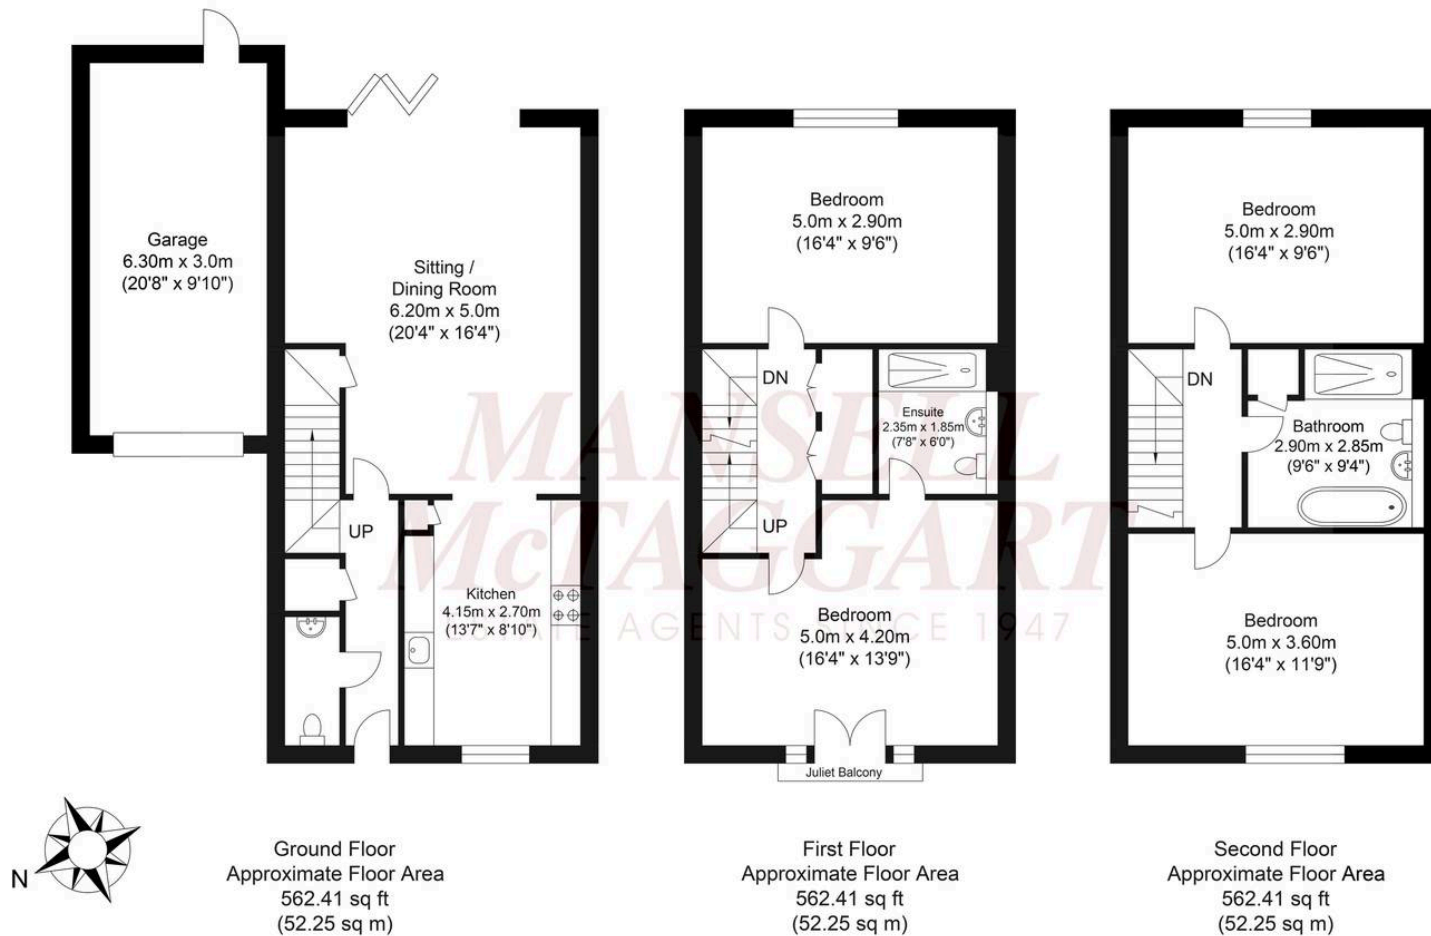 Garage
6.30m x 3.0m
(20'8" x 9'10")
Sitting /
Dining Room
6.20m x 5.0m
(20'4" x 16'4")
UP
Kitchen
4.15m x 2.70m
(13'7" x 8'10")
Bedroom
5.0m x 2.90m
(16'4" x 9'6")
DN
Ensuite
2.35m x 1.85m
(7'8" x 6'0")
UP
Bedroom
5.0m x 4.20m
(16'4" x 13'9")
Juliet Balcony
Bedroom
5.0m x 2.90m
(16'4" x 9'6")
DN
Bathroom
2.90m x 2.85m
(9'6" x 9'4")
Bedroom
5.0m x 3.60m
(16'4" x 11'9")
MANSELL
McTAGGART
ESTATE AGENTS SINCE 1947
N
Ground Floor
Approximate Floor Area
562.41 sq ft
(52.25 sq m)
First Floor
Approximate Floor Area
562.41 sq ft
(52.25 sq m)
Second Floor
Approximate Floor Area
562.41 sq ft
(52.25 sq m)